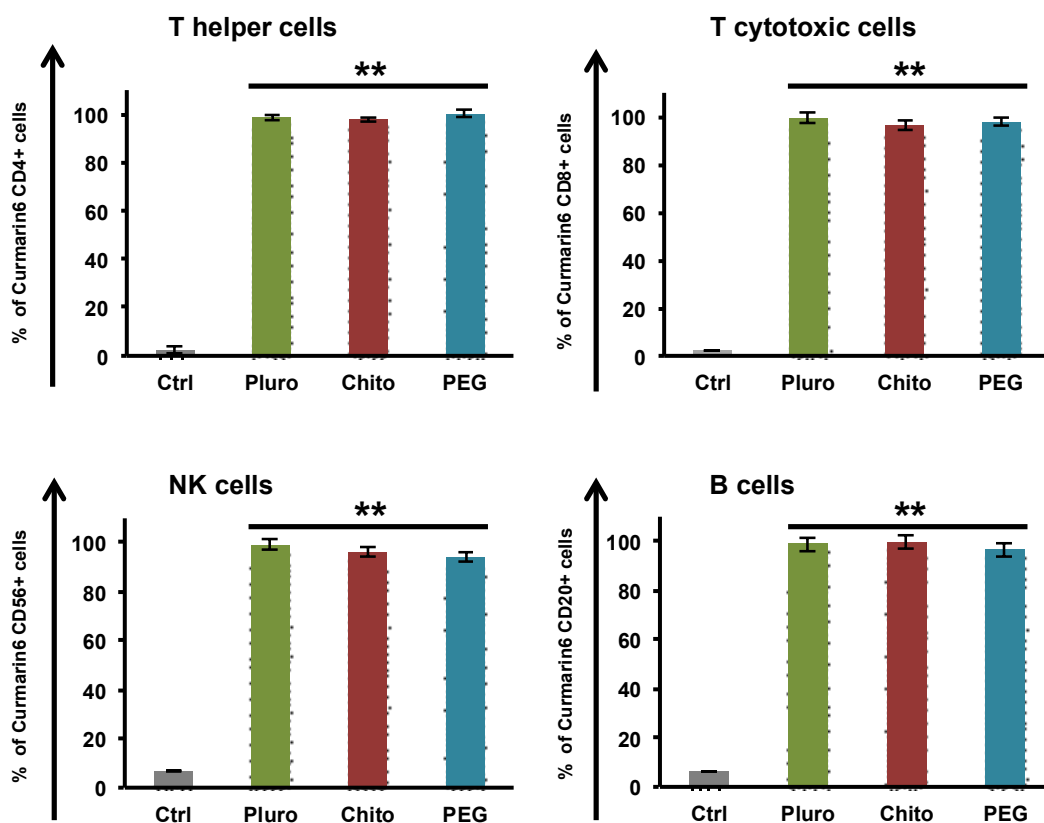 T helper cells
**
% of Curmarin6 CD4+ cells
100
80
60
40
20
0
Ctrl Pluro Chito PEG
T cytotoxic cells
**
% of Curmarin6 CD8+ cells
100
80
60
40
20
0
Ctrl Pluro Chito PEG
NK cells
**
% of Curmarin6 CD56+ cells
100
80
60
40
20
0
Ctrl Pluro Chito PEG
B cells
**
% of Curmarin6 CD20+ cells
100
80
60
40
20
0
Ctrl Pluro Chito PEG